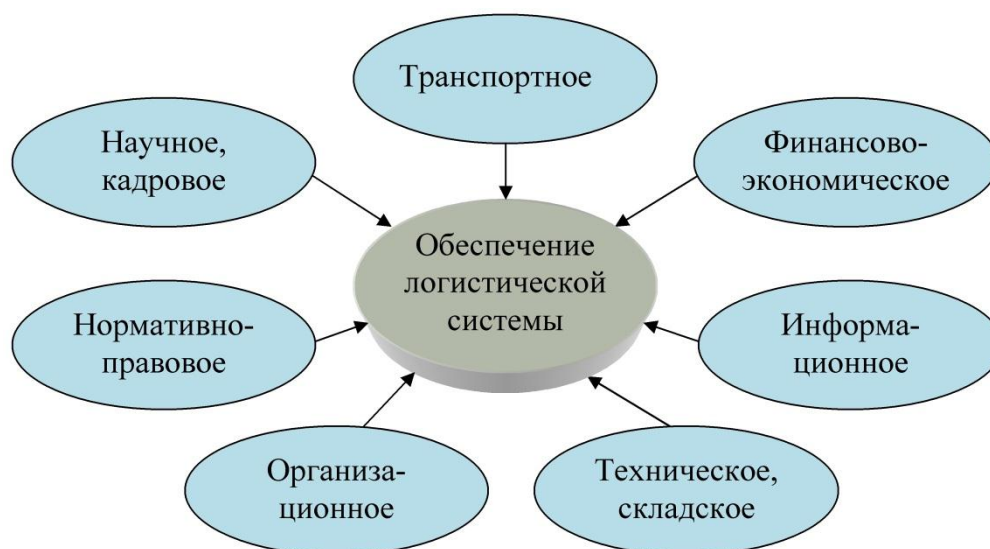 Транспортное
Научное,
кадровое
Финансово-
экономическое
Обеспечение
логистической
системы
Нормативно-
правовое
Информа-
ционное
Организа-
ционное
Техническое,
складское